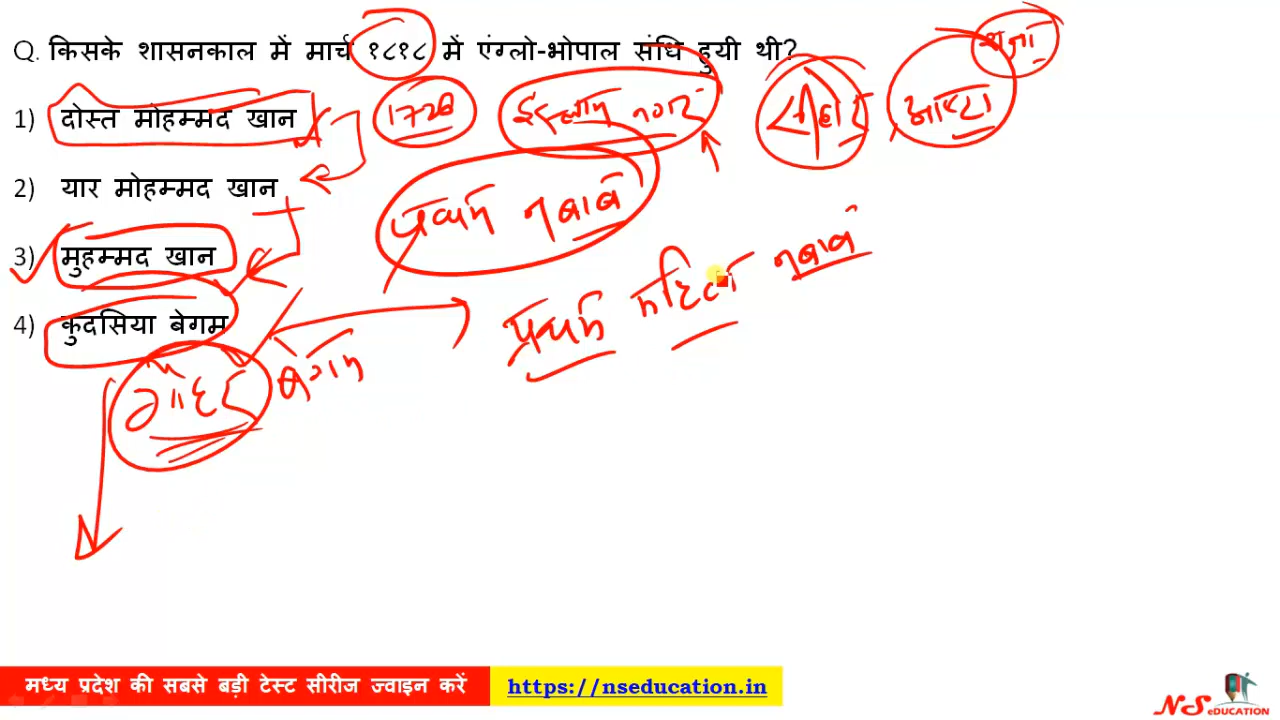 Q. किसके शासनकाल में मार्च १८१८ में एंग्लो-भोपाल संधि हुयी थी?
1) दोस्त मोहम्मद खान 1728 इस्लाम नगर सीहोर आष्टा
2) यार मोहम्मद खान
प्रथम नवाब
3) मुहम्मद खान
प्रथम महिला नवाब
4) कुदसिया बेगम
गोहर बेगम
मध्य प्रदेश की सबसे बड़ी टेस्ट सीरीज ज्वाइन करें https://nseducation.in
NS eDUCATION